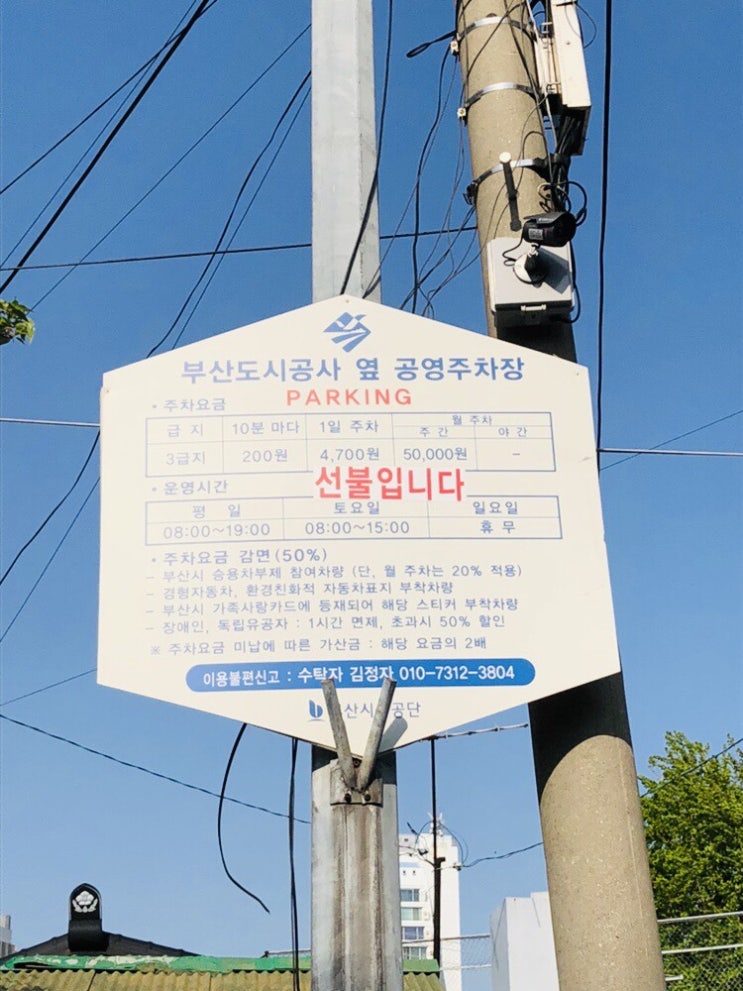 부산도시공사 옆 공영주차장
PARKING
• 주차요금
급 지 10분 마다 1일 주차 월 주차
주 간 야 간
3급지 200원 4,700원 50,000원 –
선불입니다
• 운영시간
평 일 토요일 일요일
08:00~19:00 08:00~15:00 휴 무
• 주차요금 감면(50%)
– 부산시 승용차부제 참여차량 (단, 월 주차는 20% 적용)
– 경형자동차, 환경친화적 자동차표지 부착차량
– 부산시 가족사랑카드에 등재되어 해당 스티커 부착차량
– 장애인, 독립유공자 : 1시간 면제, 초과시 50% 할인
※ 주차요금 미납에 따른 가산금 : 해당 요금의 2배
이용불편신고 : 수탁자 김정자 010-7312-3804
산시 공단